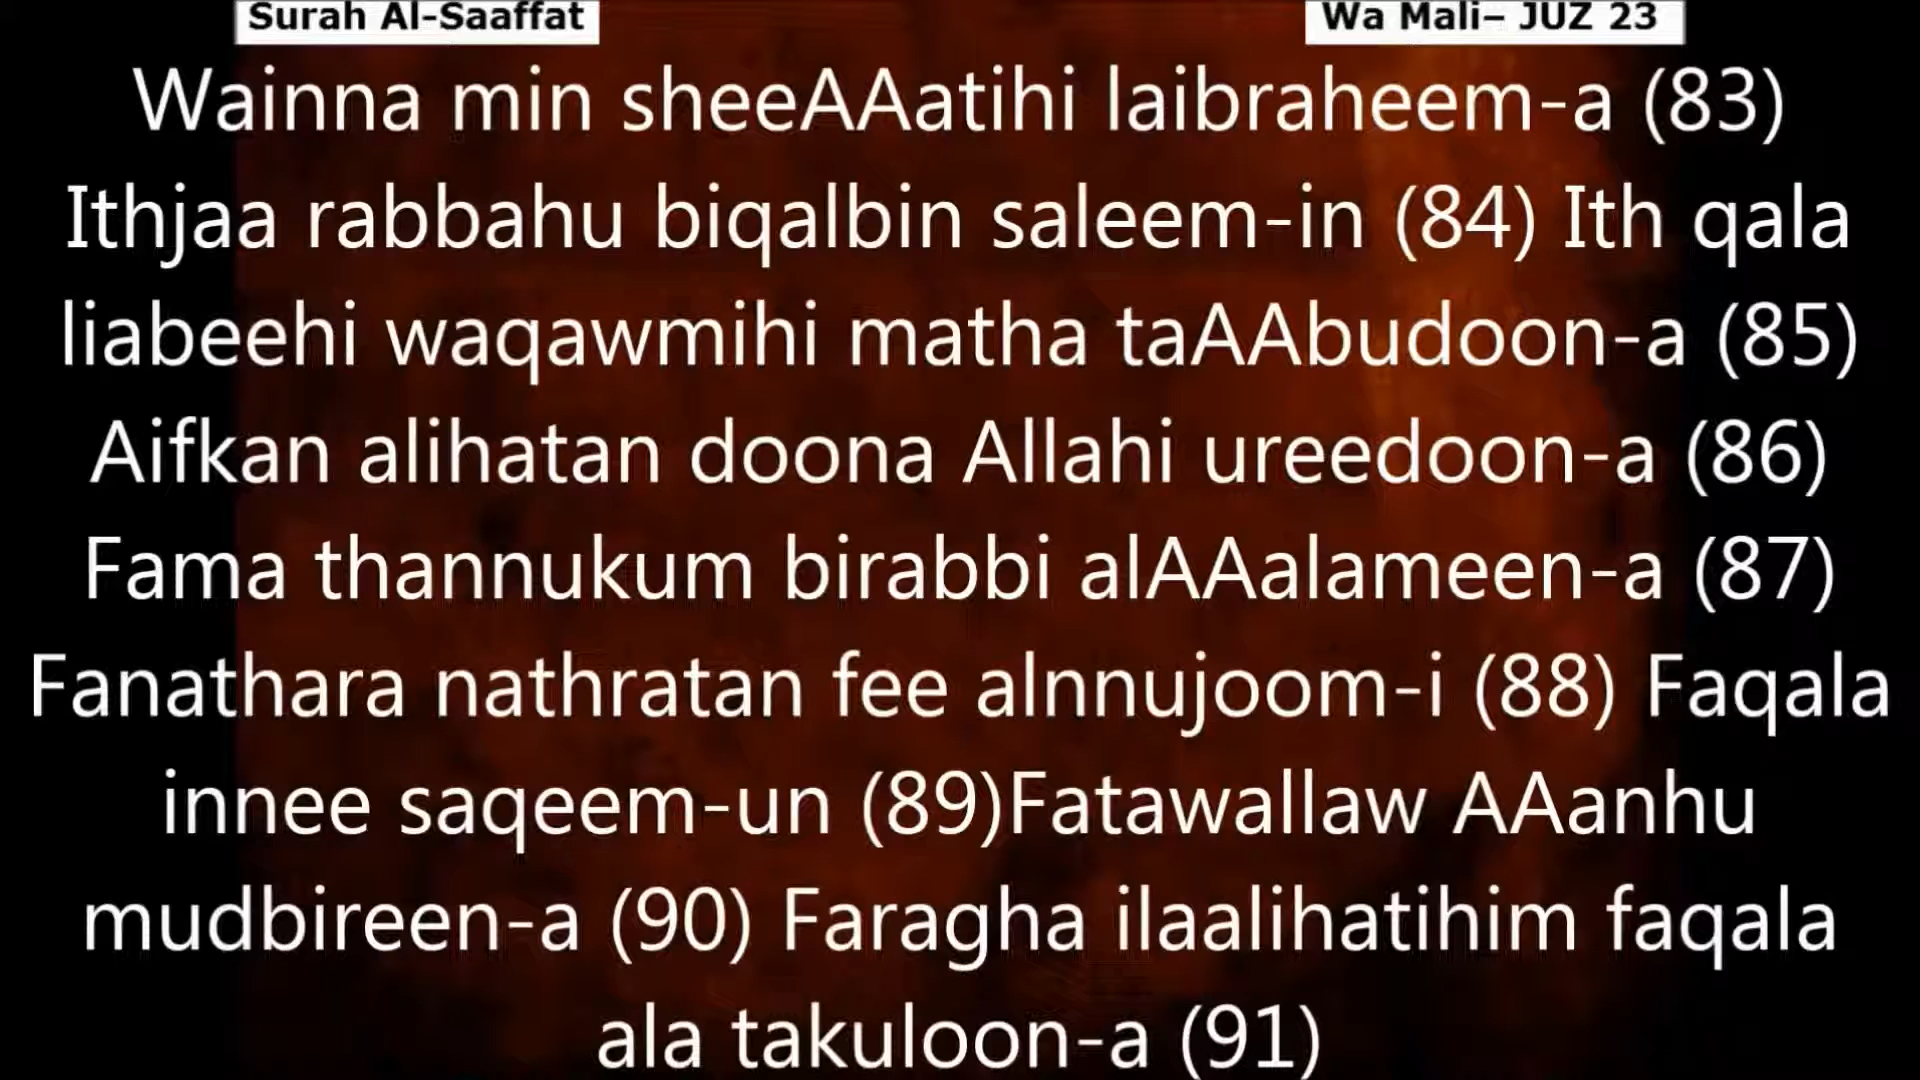 Surah Al-Saaffat
Wa Mali– JUZ 23
Wainna min sheeAAatihi laibraheem-a (83)
Ithjaa rabbahu biqalbin saleem-in (84) Ith qala
liabeehi waqawmihi matha taAAbudoon-a (85)
Aifkan alihatan doona Allahi ureedoon-a (86)
Fama thannukum birabbi alAAalameen-a (87)
Fanathara nathratan fee alnnujoom-i (88) Faqala
innee saqeem-un (89)Fatawallaw AAanhu
mudbireen-a (90) Faragha ilaalihatihim faqala
ala takuloon-a (91)